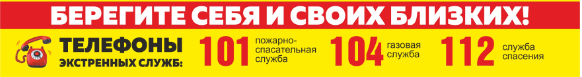 БЕРЕГИТЕ СЕБЯ И СВОИХ БЛИЗКИХ!
ТЕЛЕФОНЫ
ЭКСТРЕННЫХ СЛУЖБ:
101 пожарно-
спасательная
служба
104 газовая
служба
112 служба
спасения